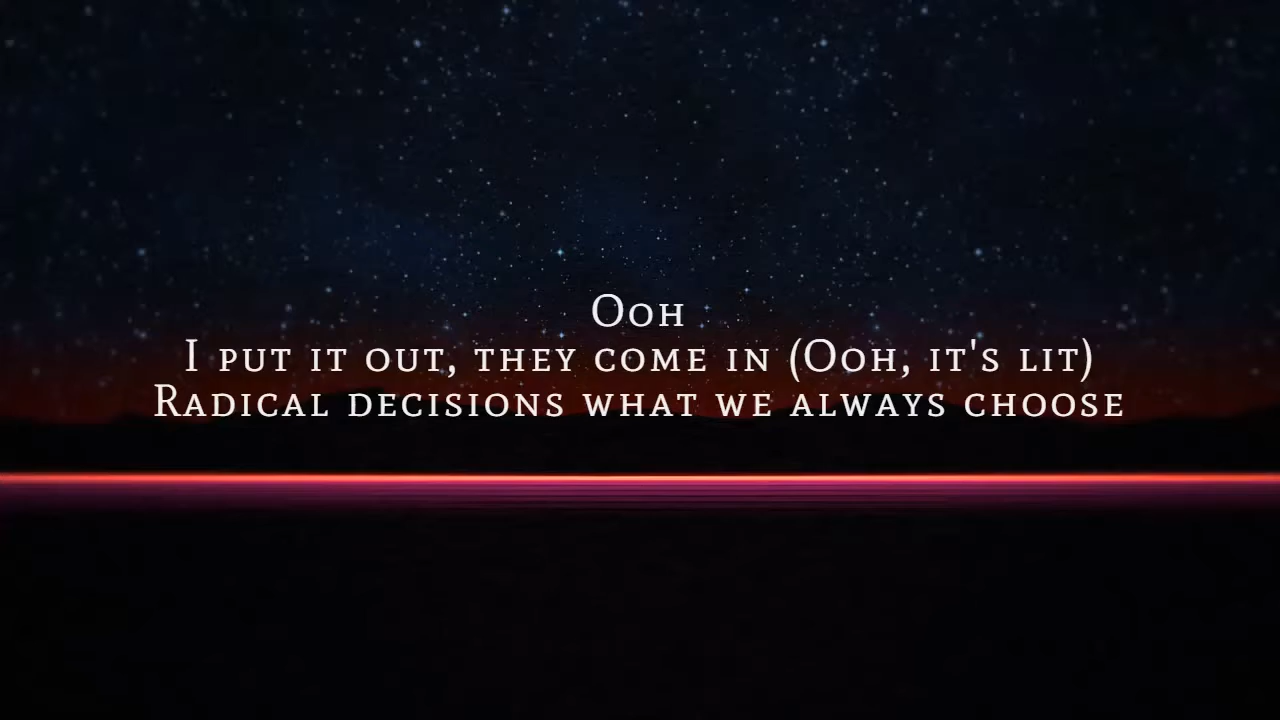 Ooh
I put it out, they come in (Ooh, it's lit)
Radical decisions what we always choose